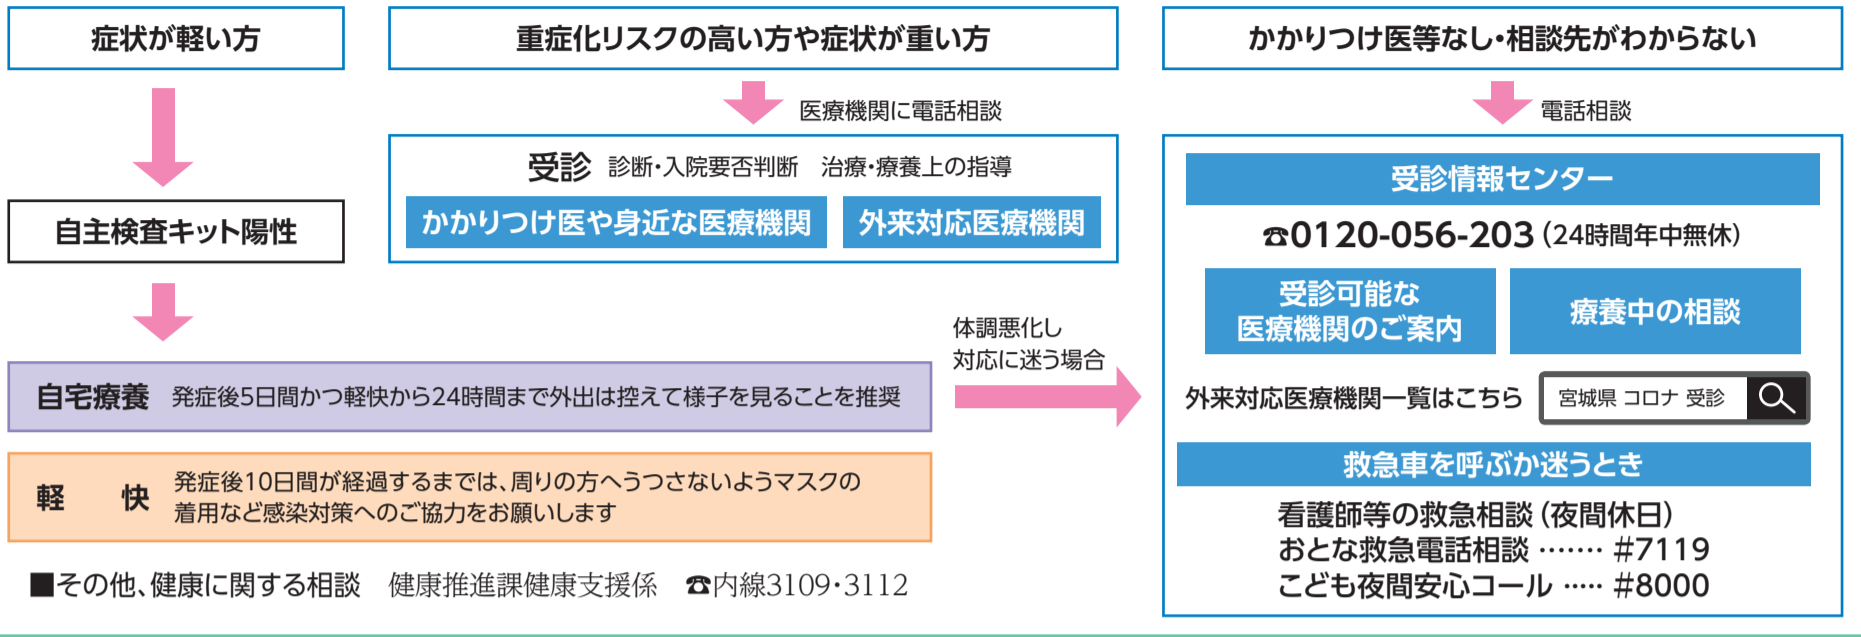 症状が軽い方
自主検査キット陽性
自宅療養 発症後5日間かつ軽快から24時間まで外出は控えて様子を見ることを推奨
軽　快 発症後10日間が経過するまでは、周りの方へうつさないようマスクの
着用など感染対策へのご協力をお願いします
重症化リスクの高い方や症状が重い方
医療機関に電話相談
受診 診断・入院要否判断　治療・療養上の指導
かかりつけ医や身近な医療機関 外来対応医療機関
体調悪化し
対応に迷う場合
かかりつけ医等なし・相談先がわからない
電話相談
受診情報センター
☎0120-056-203（24時間年中無休）
受診可能な
医療機関のご案内
療養中の相談
外来対応医療機関一覧はこちら 宮城県 コロナ 受診
救急車を呼ぶか迷うとき
看護師等の救急相談（夜間休日）
おとな救急電話相談 ……… #7119
こども夜間安心コール …… #8000
■その他、健康に関する相談　健康推進課健康支援係　☎内線3109・3112